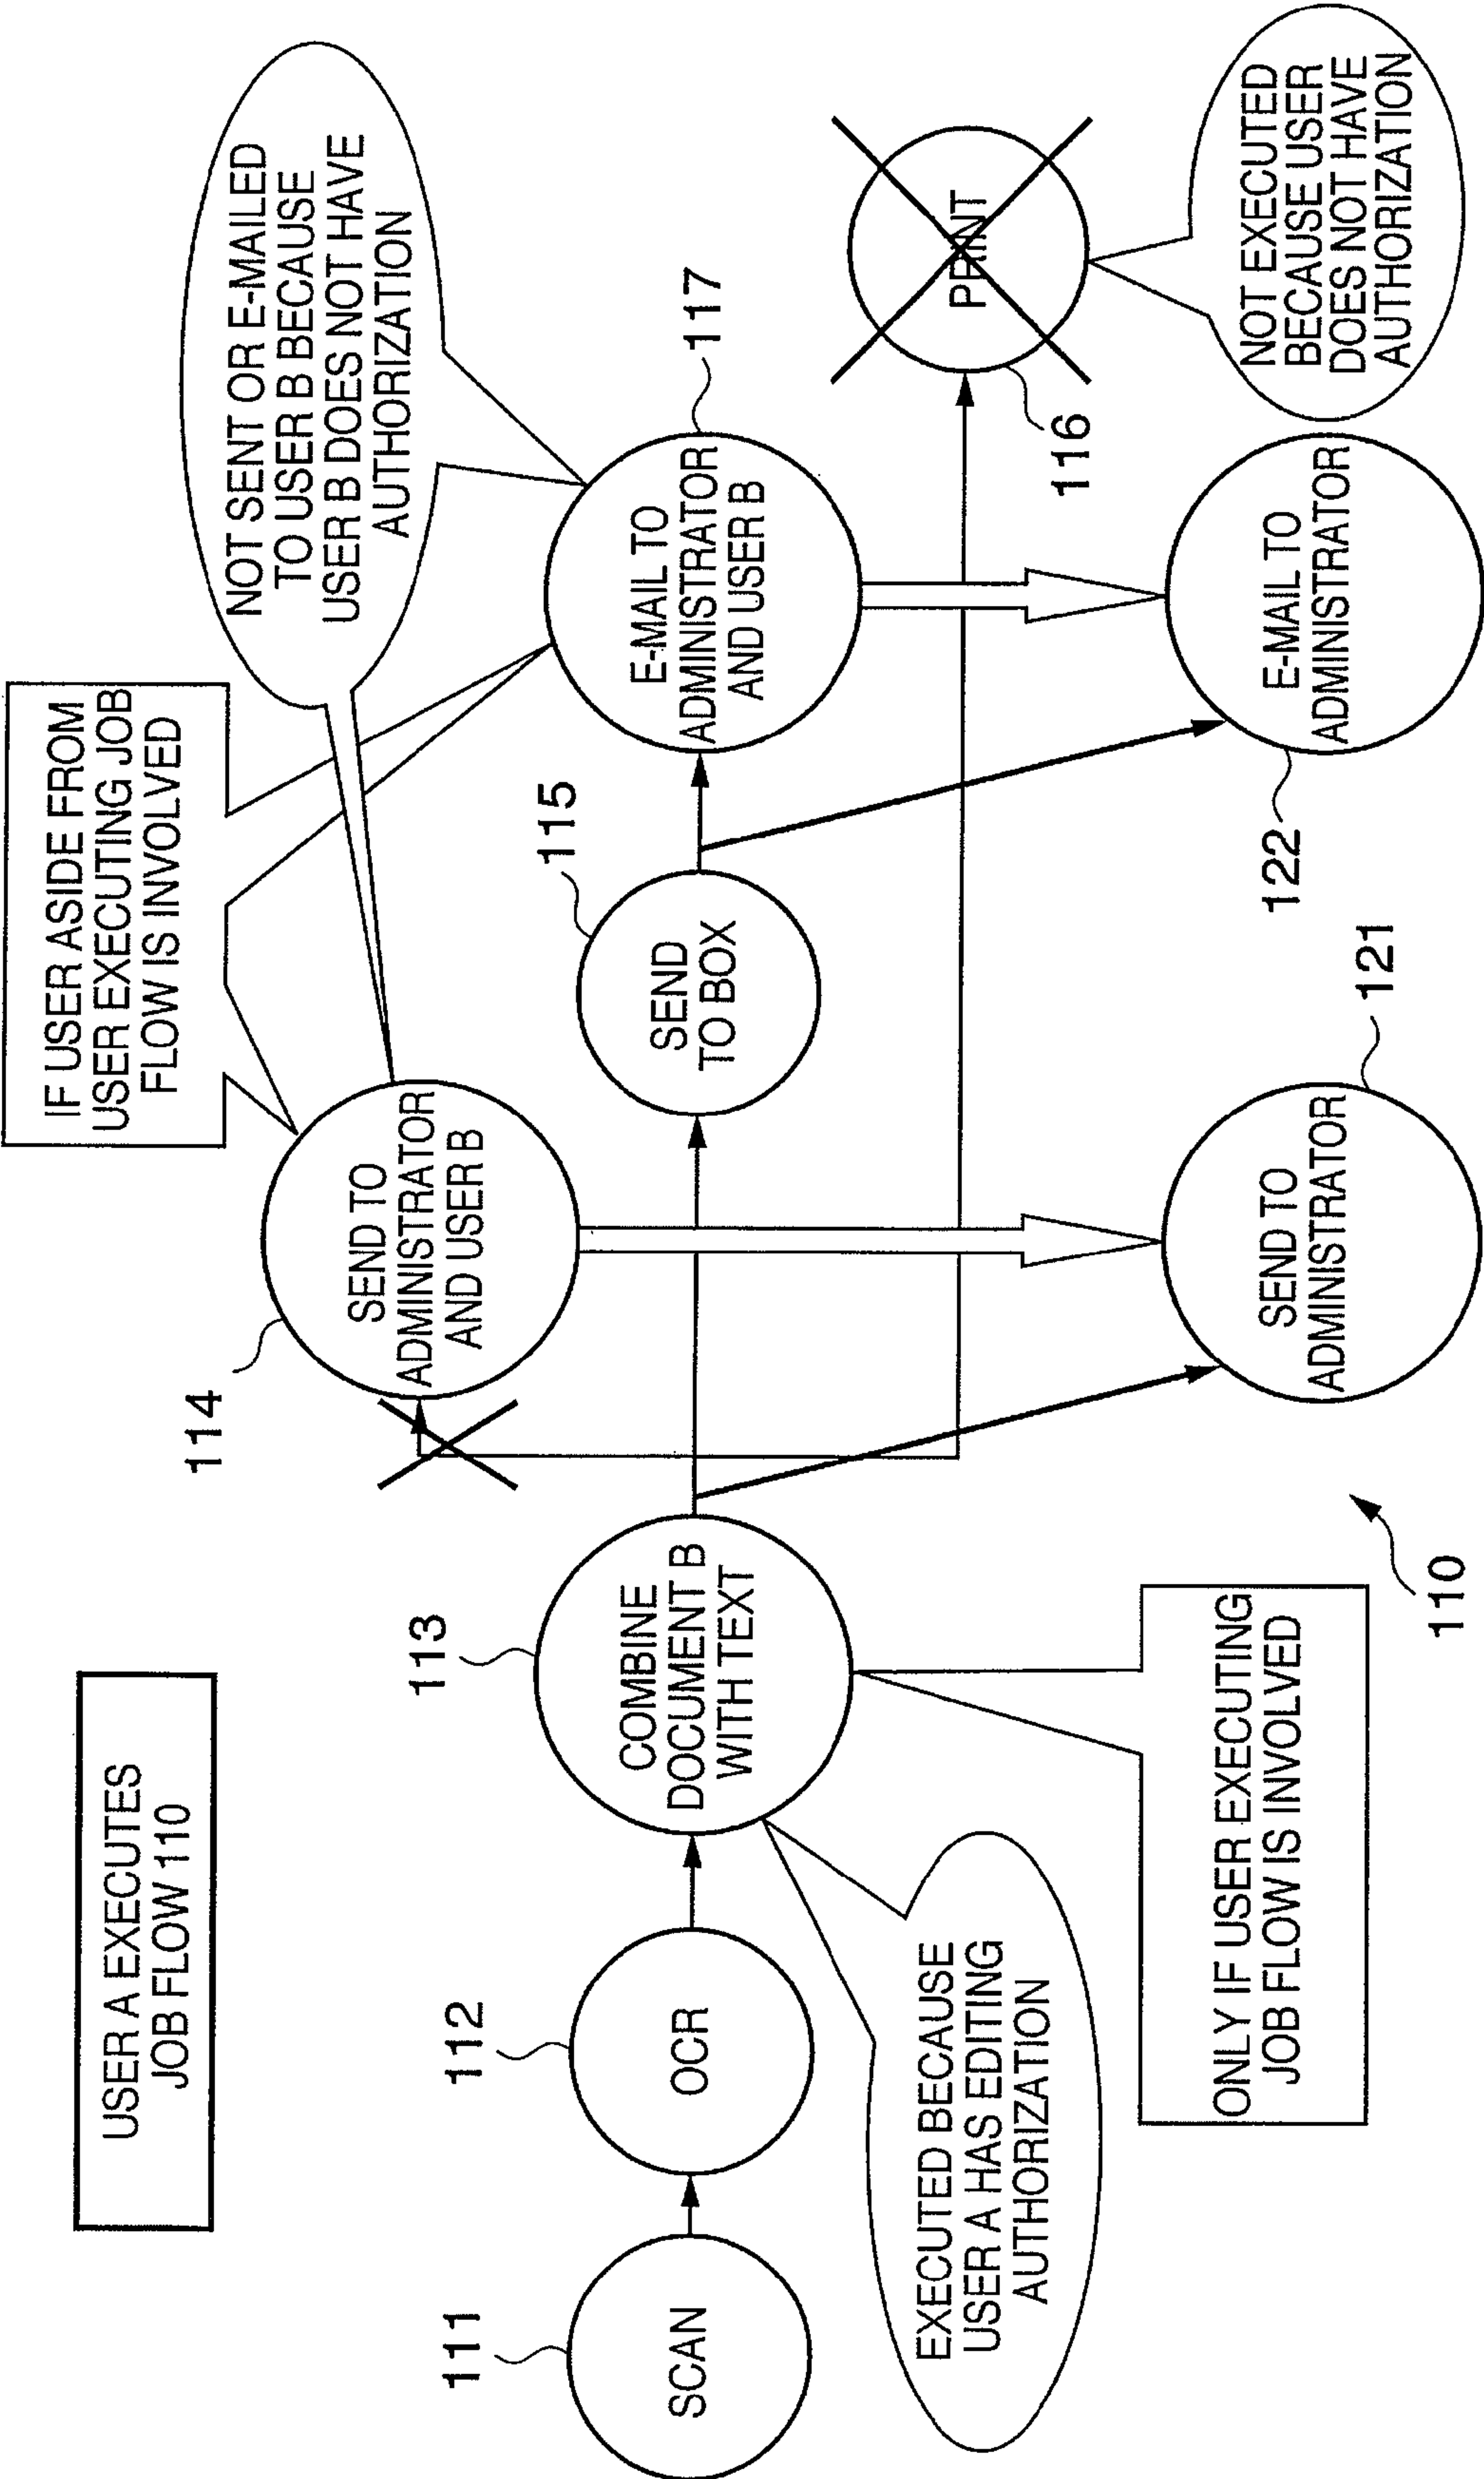 USER A EXECUTES
JOB FLOW 110
IF USER ASIDE FROM
USER EXECUTING JOB
FLOW IS INVOLVED
NOT SENT OR E-MAILED
TO USER B BECAUSE
USER B DOES NOT HAVE
AUTHORIZATION
114
SEND TO
ADMINISTRATOR
AND USER B
111
SCAN
112
OCR
113
COMBINE
DOCUMENT B
WITH TEXT
115
SEND
TO BOX
117
E-MAIL TO
ADMINISTRATOR
AND USER B
116
PRINT
EXECUTED BECAUSE
USER A HAS EDITING
AUTHORIZATION
ONLY IF USER EXECUTING
JOB FLOW IS INVOLVED
110
121
SEND TO
ADMINISTRATOR
122
E-MAIL TO
ADMINISTRATOR
NOT EXECUTED
BECAUSE USER
DOES NOT HAVE
AUTHORIZATION